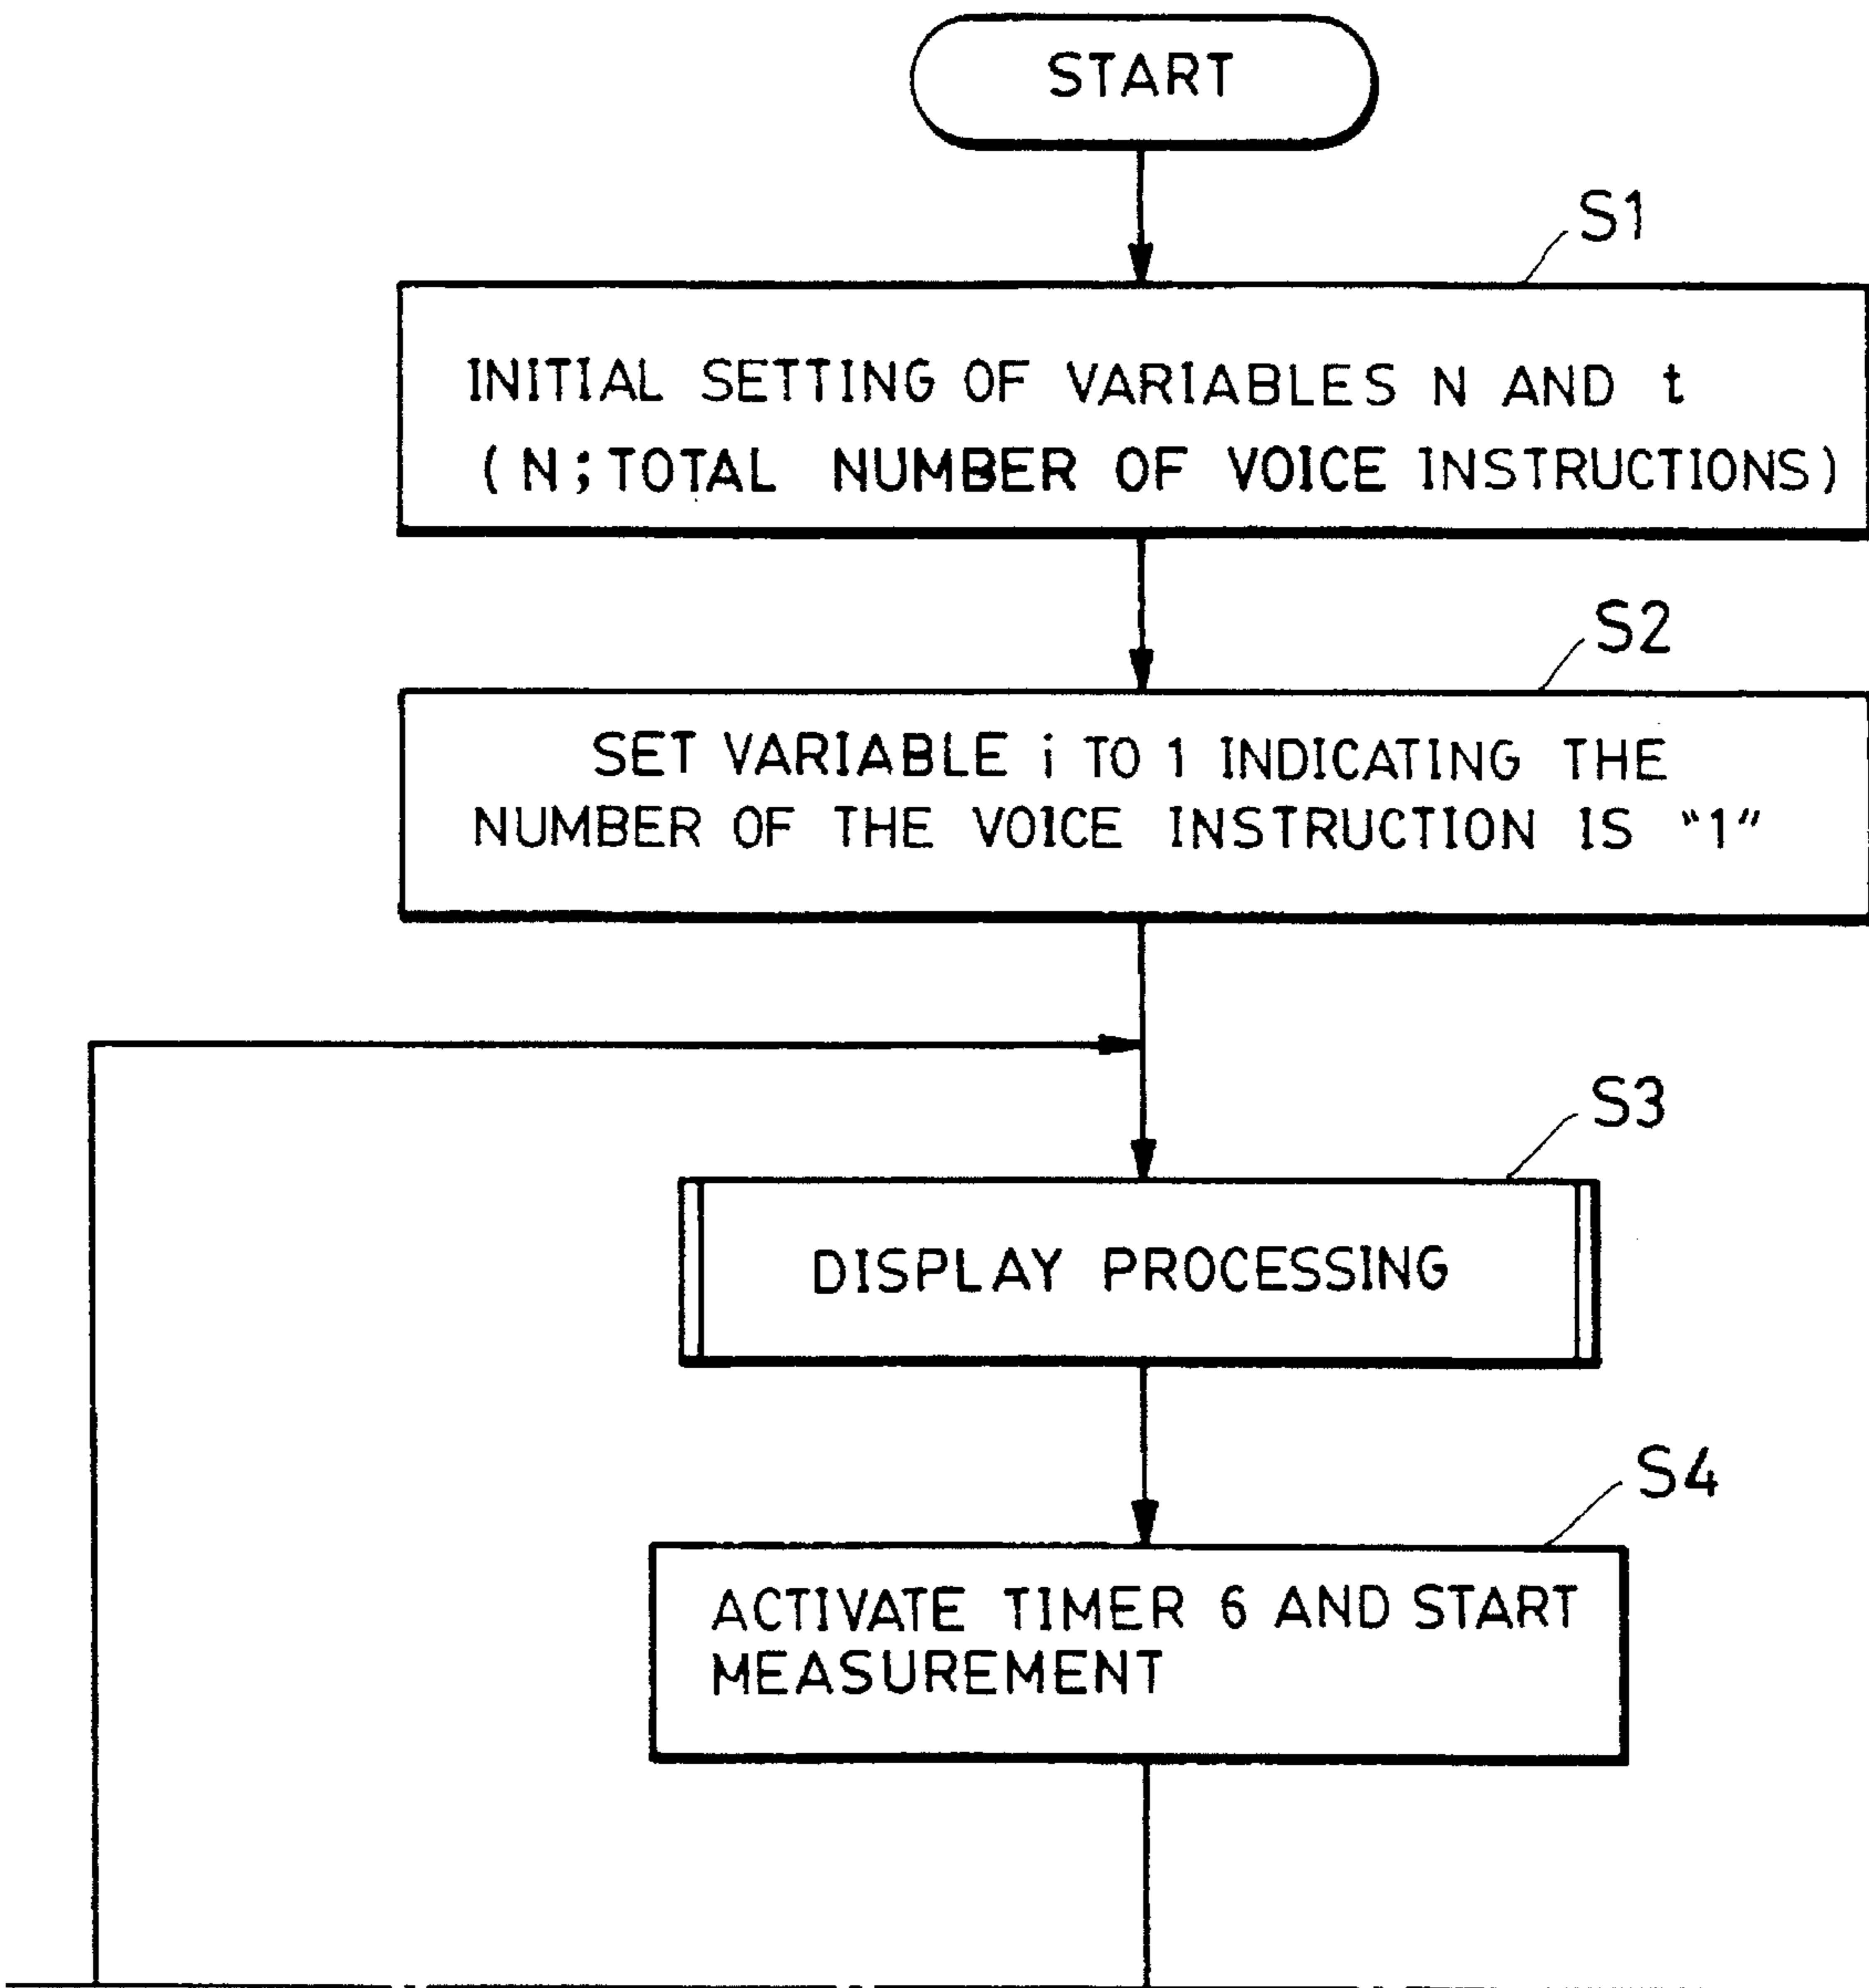 START
S1
INITIAL SETTING OF VARIABLES N AND t
(N;TOTAL NUMBER OF VOICE INSTRUCTIONS)
S2
SET VARIABLE i TO 1 INDICATING THE
NUMBER OF THE VOICE INSTRUCTION IS "1"
S3
DISPLAY PROCESSING
S4
ACTIVATE TIMER 6 AND START
MEASUREMENT